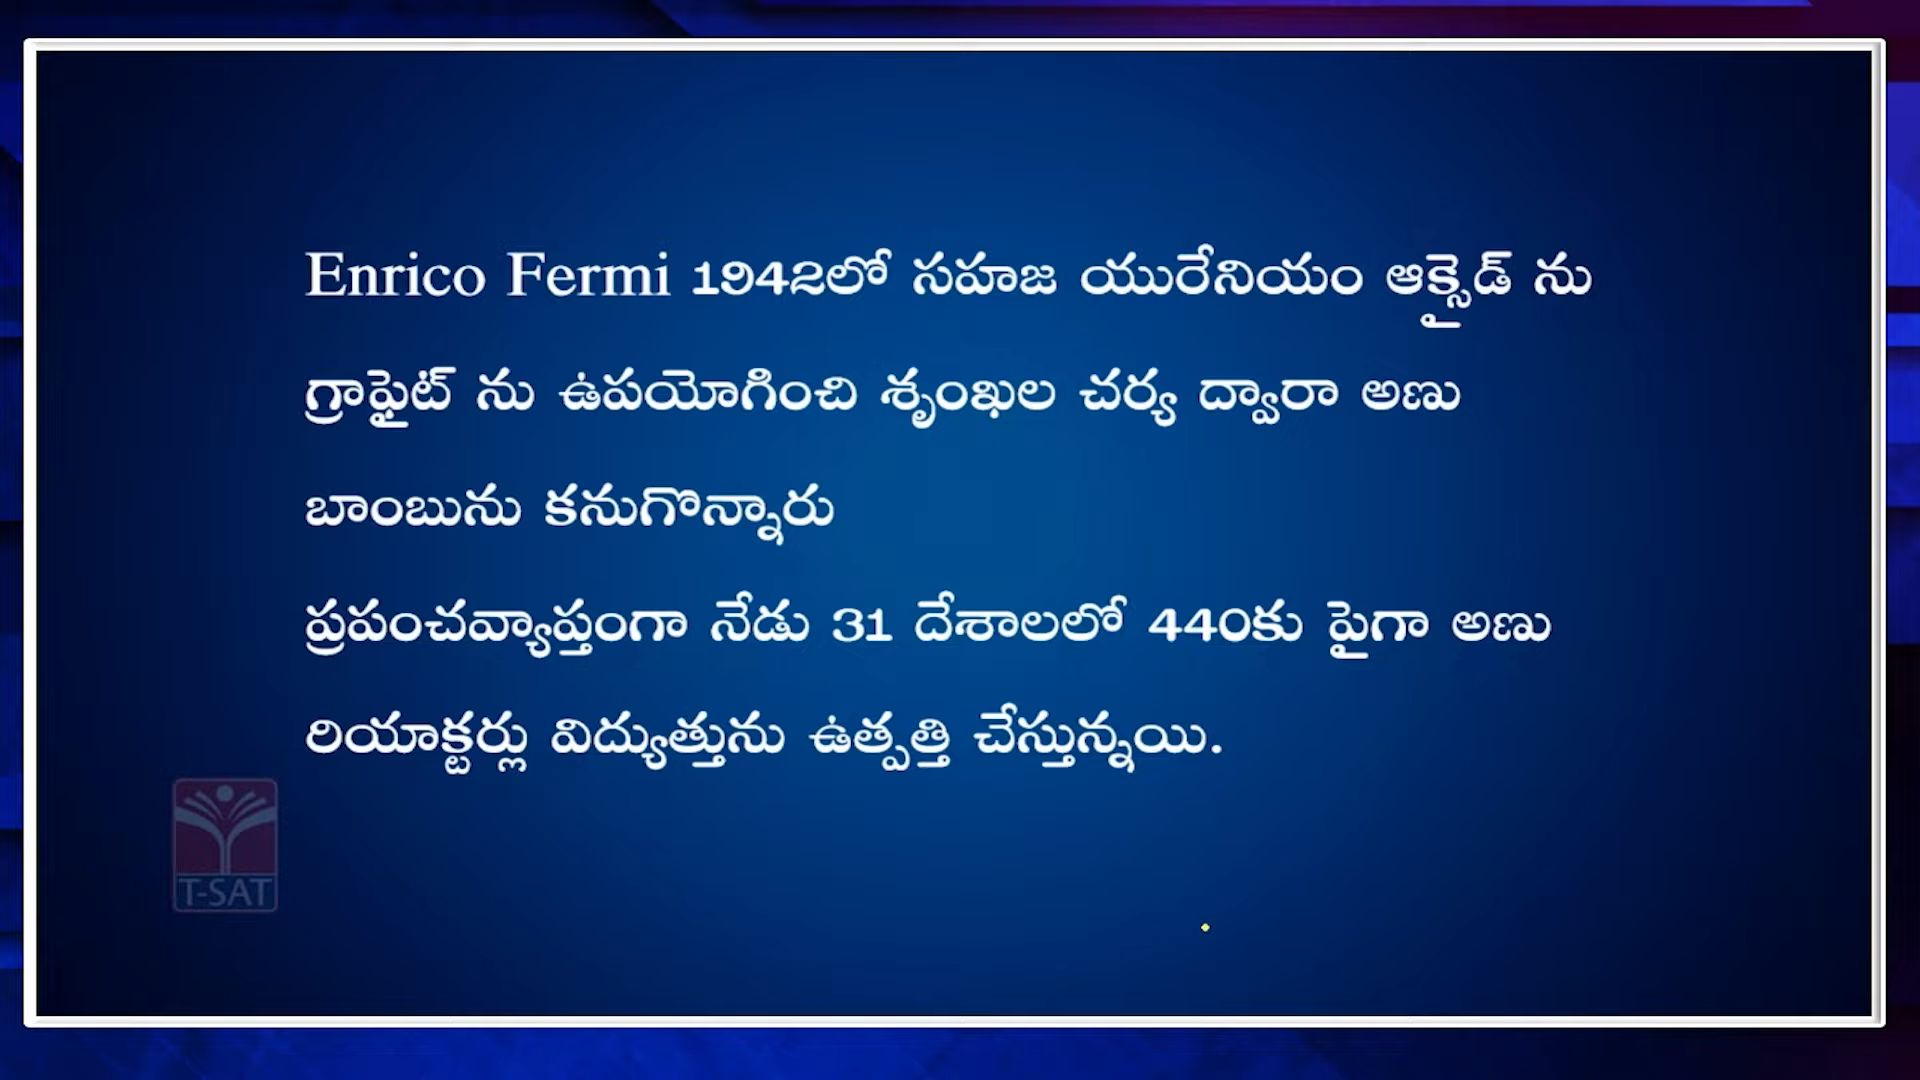 Enrico Fermi 1942లో సహజ యురేనియం ఆక్సైడ్ ను
గ్రాఫైట్ ను ఉపయోగించి శృంఖల చర్య ద్వారా అణు
బాంబును కనుగొన్నారు
ప్రపంచవ్యాప్తంగా నేడు 31 దేశాలలో 440కు పైగా అణు
రియాక్టర్లు విద్యుత్తును ఉత్పత్తి చేస్తున్నయి.
T-SAT